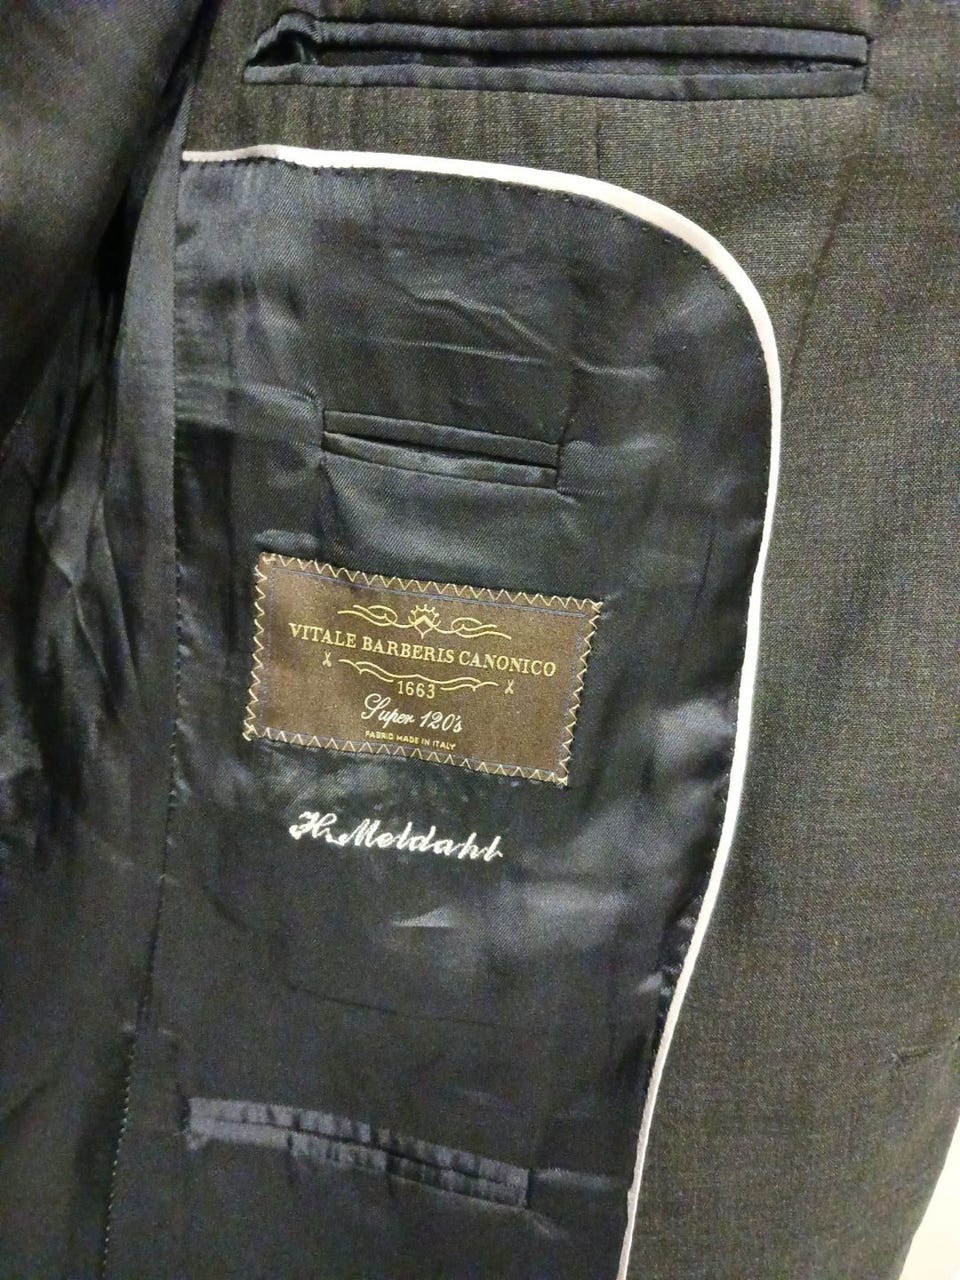 VITALE BARBERIS CANONICO
1663
Super 120's
FABRIC MADE IN ITALY
H. Meldahl